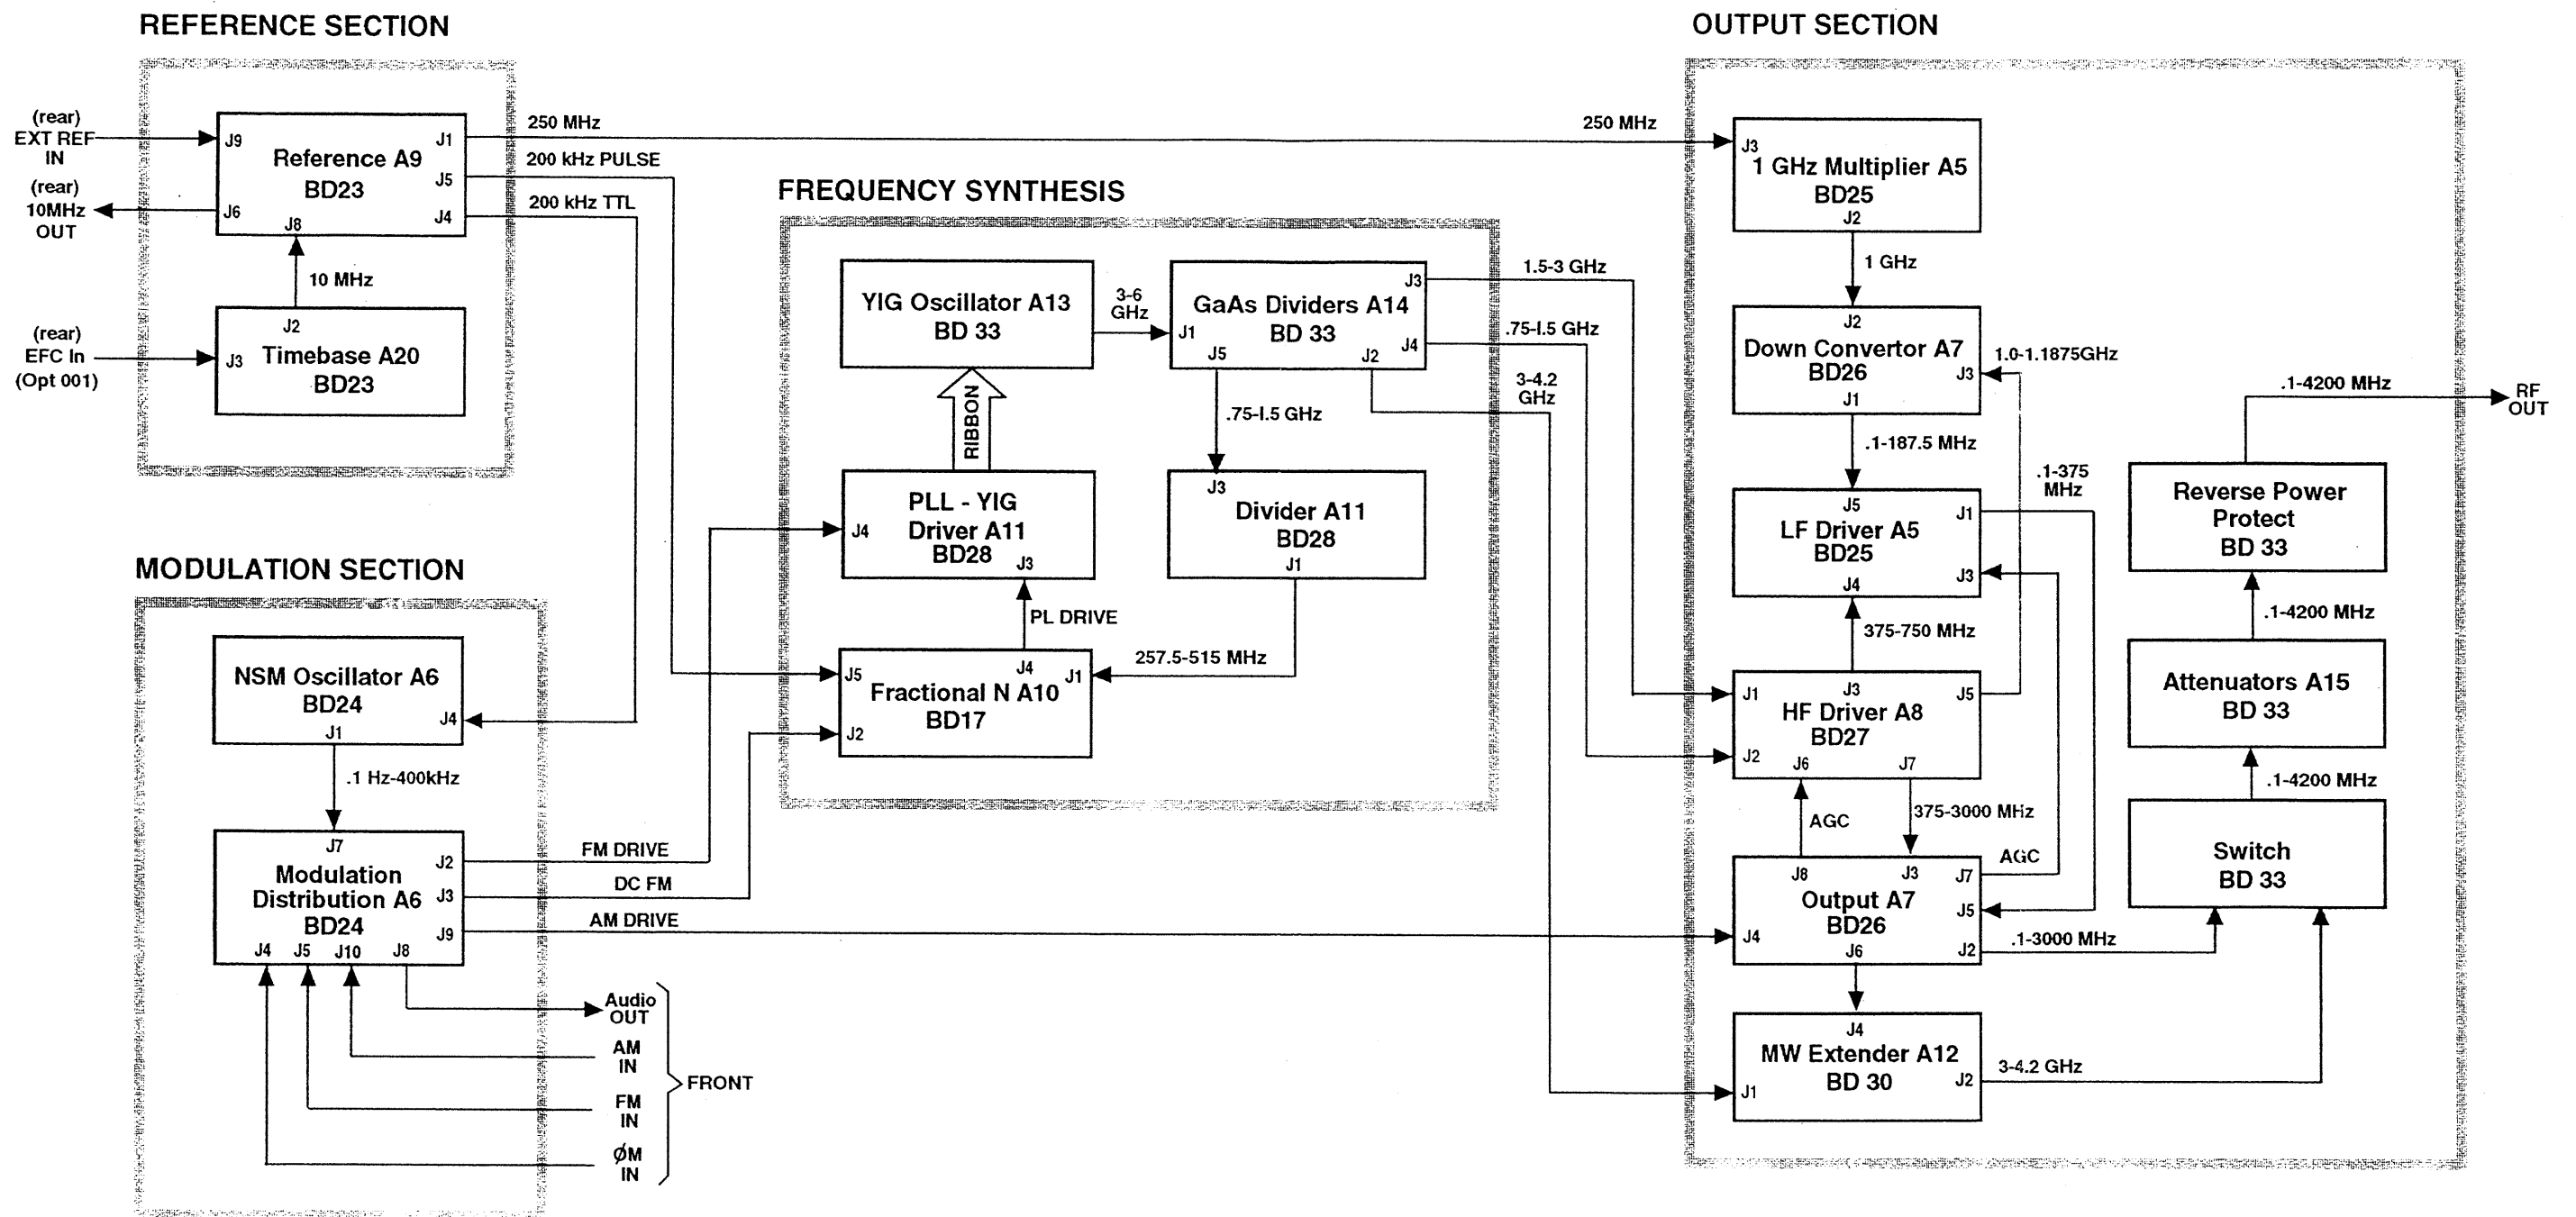 REFERENCE SECTION
(rear)
EXT REF
IN
(rear)
10MHz
OUT
J9
J1
Reference A9
BD23
J5
J6
J4
J8
250 MHz
200 kHz PULSE
200 kHz TTL
10 MHz
(rear)
EFC In
(Opt 001)
J2
J3
Timebase A20
BD23
MODULATION SECTION
NSM Oscillator A6
BD24
J4
J1
.1 Hz-400kHz
J7
Modulation
Distribution A6
BD24
J2
J3
J9
J4
J5
J10
J8
FM DRIVE
DC FM
AM DRIVE
Audio
OUT
AM
IN
FM
IN
ØM
IN
FRONT
FREQUENCY SYNTHESIS
YIG Oscillator A13
BD 33
3-6
GHz
J3
GaAs Dividers A14
BD 33
J1
J4
J5
J2
1.5-3 GHz
.75-I.5 GHz
3-4.2
GHz
RIBBON
.75-I.5 GHz
PLL - YIG
Driver A11
BD28
J4
J3
J3
Divider A11
BD28
J1
PL DRIVE
257.5-515 MHz
J4
J5
J1
Fractional N A10
BD17
J2
OUTPUT SECTION
250 MHz
J3
1 GHz Multiplier A5
BD25
J2
1 GHz
J2
Down Convertor A7
BD26
J3
J1
1.0-1.1875GHz
.1-187.5 MHz
.1-375
MHz
J5
J1
LF Driver A5
BD25
J3
J4
375-750 MHz
J3
J1
J5
HF Driver A8
BD27
J2
J6
J7
AGC
375-3000 MHz
AGC
J8
J3
J7
Output A7
BD26
J5
J4
J2
J6
.1-3000 MHz
J4
MW Extender A12
BD 30
J1
J2
3-4.2 GHz
.1-4200 MHz
RF
OUT
Reverse Power
Protect
BD 33
.1-4200 MHz
Attenuators A15
BD 33
.1-4200 MHz
Switch
BD 33